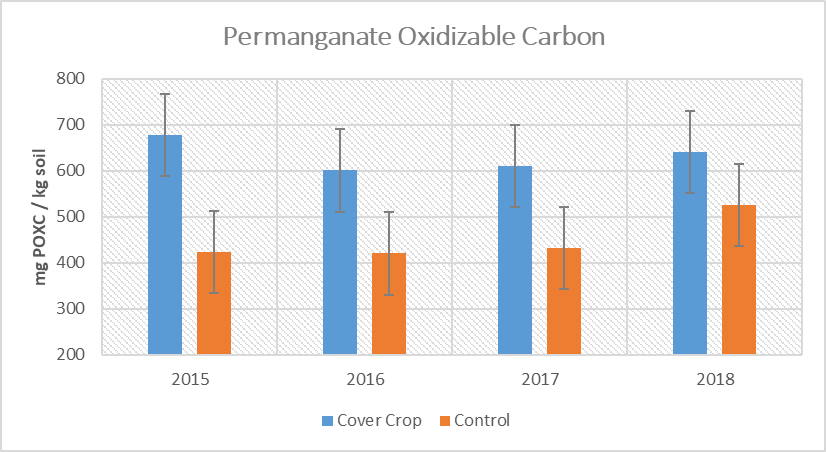 Permanganate Oxidizable Carbon
mg POXC / kg soil
800
700
600
500
400
300
200
2015 2016 2017 2018
Cover Crop Control